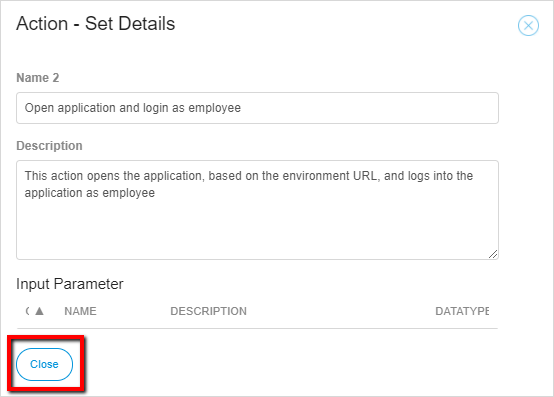 Action - Set Details
Name 2
Open application and login as employee
Description
This action opens the application, based on the environment URL, and logs into the
application as employee
Input Parameter
▲ NAME DESCRIPTION DATATYPE
Close